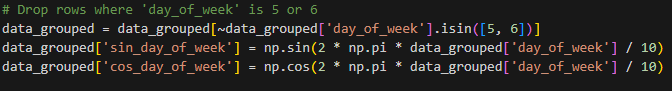 # Drop rows where 'day_of_week' is 5 or 6
data_grouped = data_grouped[~data_grouped['day_of_week'].isin([5, 6])]
data_grouped['sin_day_of_week'] = np.sin(2 * np.pi * data_grouped['day_of_week'] / 10)
data_grouped['cos_day_of_week'] = np.cos(2 * np.pi * data_grouped['day_of_week'] / 10)